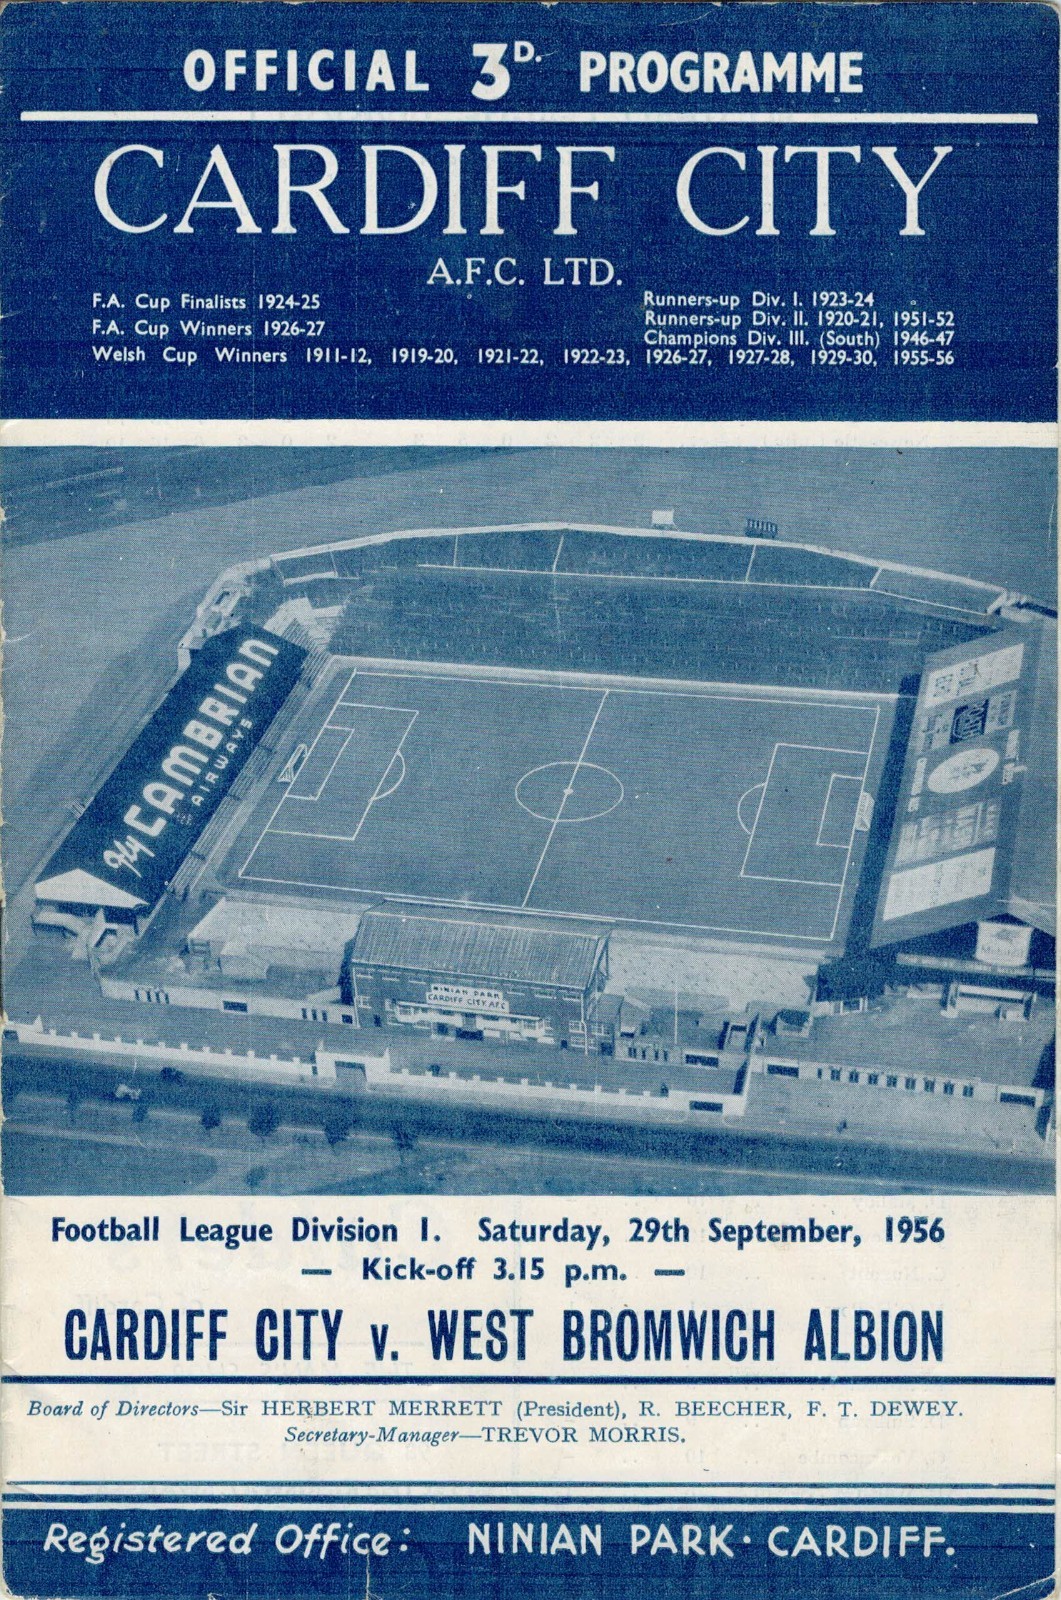 OFFICIAL 3D. PROGRAMME
CARDIFF CITY
A.F.C. LTD.
F.A. Cup Finalists 1924-25
F.A. Cup Winners 1926-27
Runners-up Div. I. 1923-24
Runners-up Div. II. 1920-21, 1951-52
Champions Div. III. (South) 1946-47
Welsh Cup Winners 1911-12, 1919-20, 1921-22, 1922-23, 1926-27, 1927-28, 1929-30, 1955-56
Fly CAMBRIAN
AIRWAYS
NINIAN PARK
CARDIFF CITY AFC
Football League Division I. Saturday, 29th September, 1956
— Kick-off 3.15 p.m. —
CARDIFF CITY v. WEST BROMWICH ALBION
Board of Directors—Sir HERBERT MERRETT (President), R. BEECHER, F. T. DEWEY.
Secretary-Manager—TREVOR MORRIS.
Registered Office: NINIAN PARK · CARDIFF.